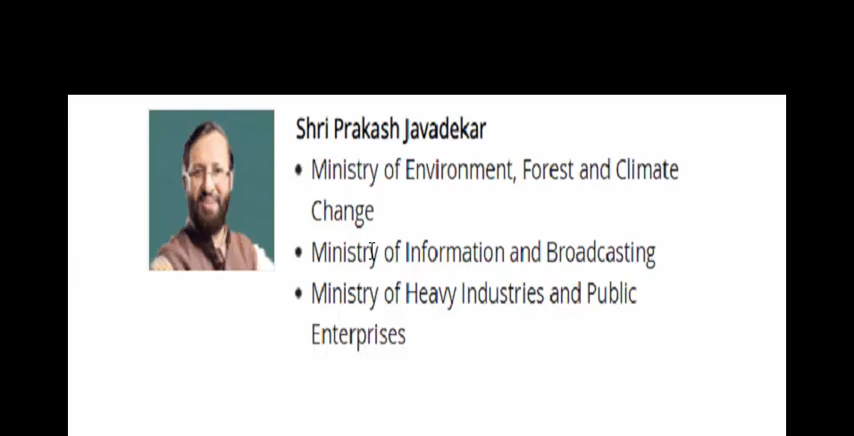 Shri Prakash Javadekar
• Ministry of Environment, Forest and Climate
Change
• Ministry of Information and Broadcasting
• Ministry of Heavy Industries and Public
Enterprises